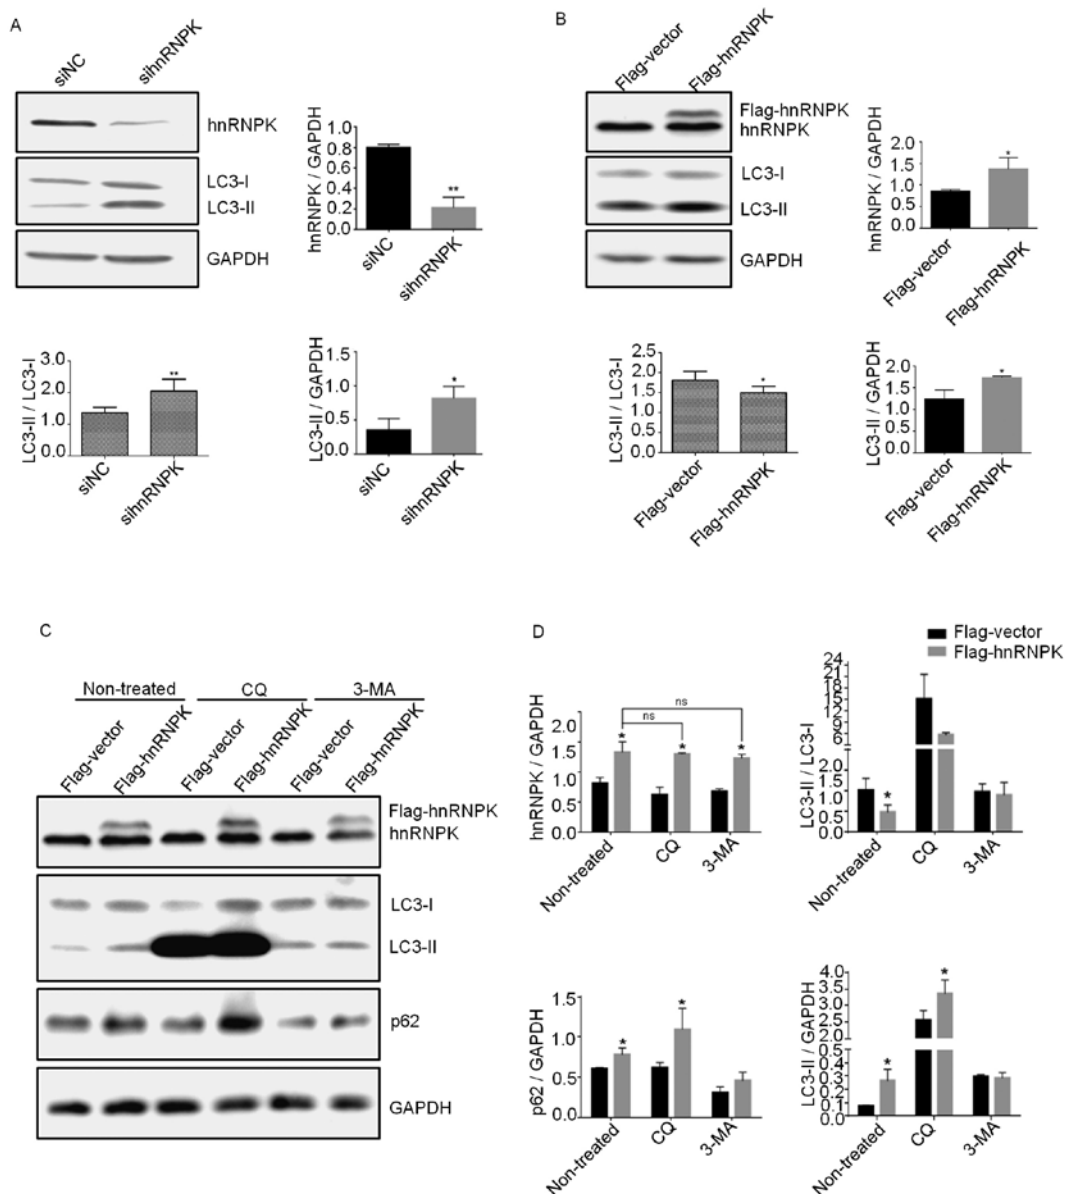 A
siNC
sihnRNPK
hnRNPK
LC3-I
LC3-II
GAPDH
hnRNPK / GAPDH
1.0
0.8
0.6
0.4
0.2
0.0
**
siNC
sihnRNPK
LC3-II / LC3-I
3.0
2.0
1.0
0.0
**
siNC
sihnRNPK
LC3-II / GAPDH
1.5
1.0
0.5
0.0
*
siNC
sihnRNPK
B
Flag-vector
Flag-hnRNPK
Flag-hnRNPK
hnRNPK
LC3-I
LC3-II
GAPDH
hnRNPK / GAPDH
2.0
1.5
1.0
0.5
0.0
*
Flag-vector
Flag-hnRNPK
LC3-II / LC3-I
2.5
2.0
1.5
1.0
0.5
0.0
*
Flag-vector
Flag-hnRNPK
LC3-II / GAPDH
2.0
1.5
1.0
0.5
0.0
*
Flag-vector
Flag-hnRNPK
C
Non-treated CQ 3-MA
Flag-vector
Flag-hnRNPK
Flag-vector
Flag-hnRNPK
Flag-vector
Flag-hnRNPK
Flag-hnRNPK
hnRNPK
LC3-I
LC3-II
p62
GAPDH
D
Flag-vector
Flag-hnRNPK
hnRNPK / GAPDH
2.0
1.5
1.0
0.5
0.0
ns
ns
* * *
Non-treated
CQ
3-MA
LC3-II / LC3-I
24
21
18
15
12
9
6
2.0
1.0
1.0
0.0
*
Non-treated
CQ
3-MA
p62 / GAPDH
1.5
1.0
0.5
0.0
* *
Non-treated
CQ
3-MA
LC3-II / GAPDH
4.0
3.5
3.0
2.5
2.0
0.5
0.4
0.3
0.2
0.1
0.0
* *
Non-treated
CQ
3-MA